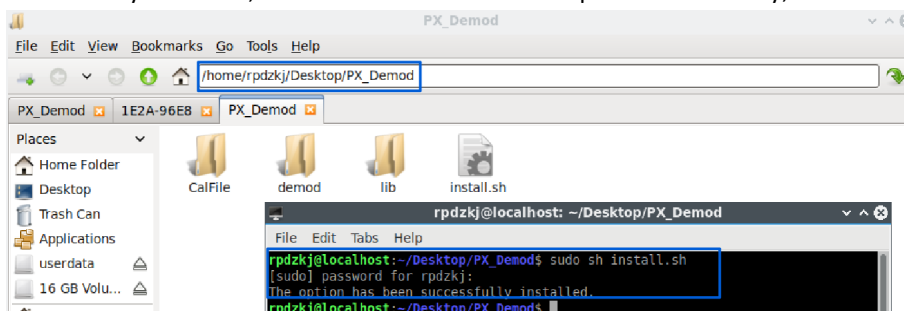 PX_Demod
File Edit View Bookmarks Go Tools Help
/home/rpdzkj/Desktop/PX_Demod
PX_Demod 1E2A-96E8 PX_Demod
Places
Home Folder
Desktop
Trash Can
Applications
userdata
16 GB Volu...
CalFile demod lib install.sh
rpdzkj@localhost: ~/Desktop/PX_Demod
File Edit Tabs Help
rpdzkj@localhost:~/Desktop/PX_Demod$ sudo sh install.sh
[sudo] password for rpdzkj:
The option has been successfully installed.
rpdzkj@localhost:~/Desktop/PX_Demod$